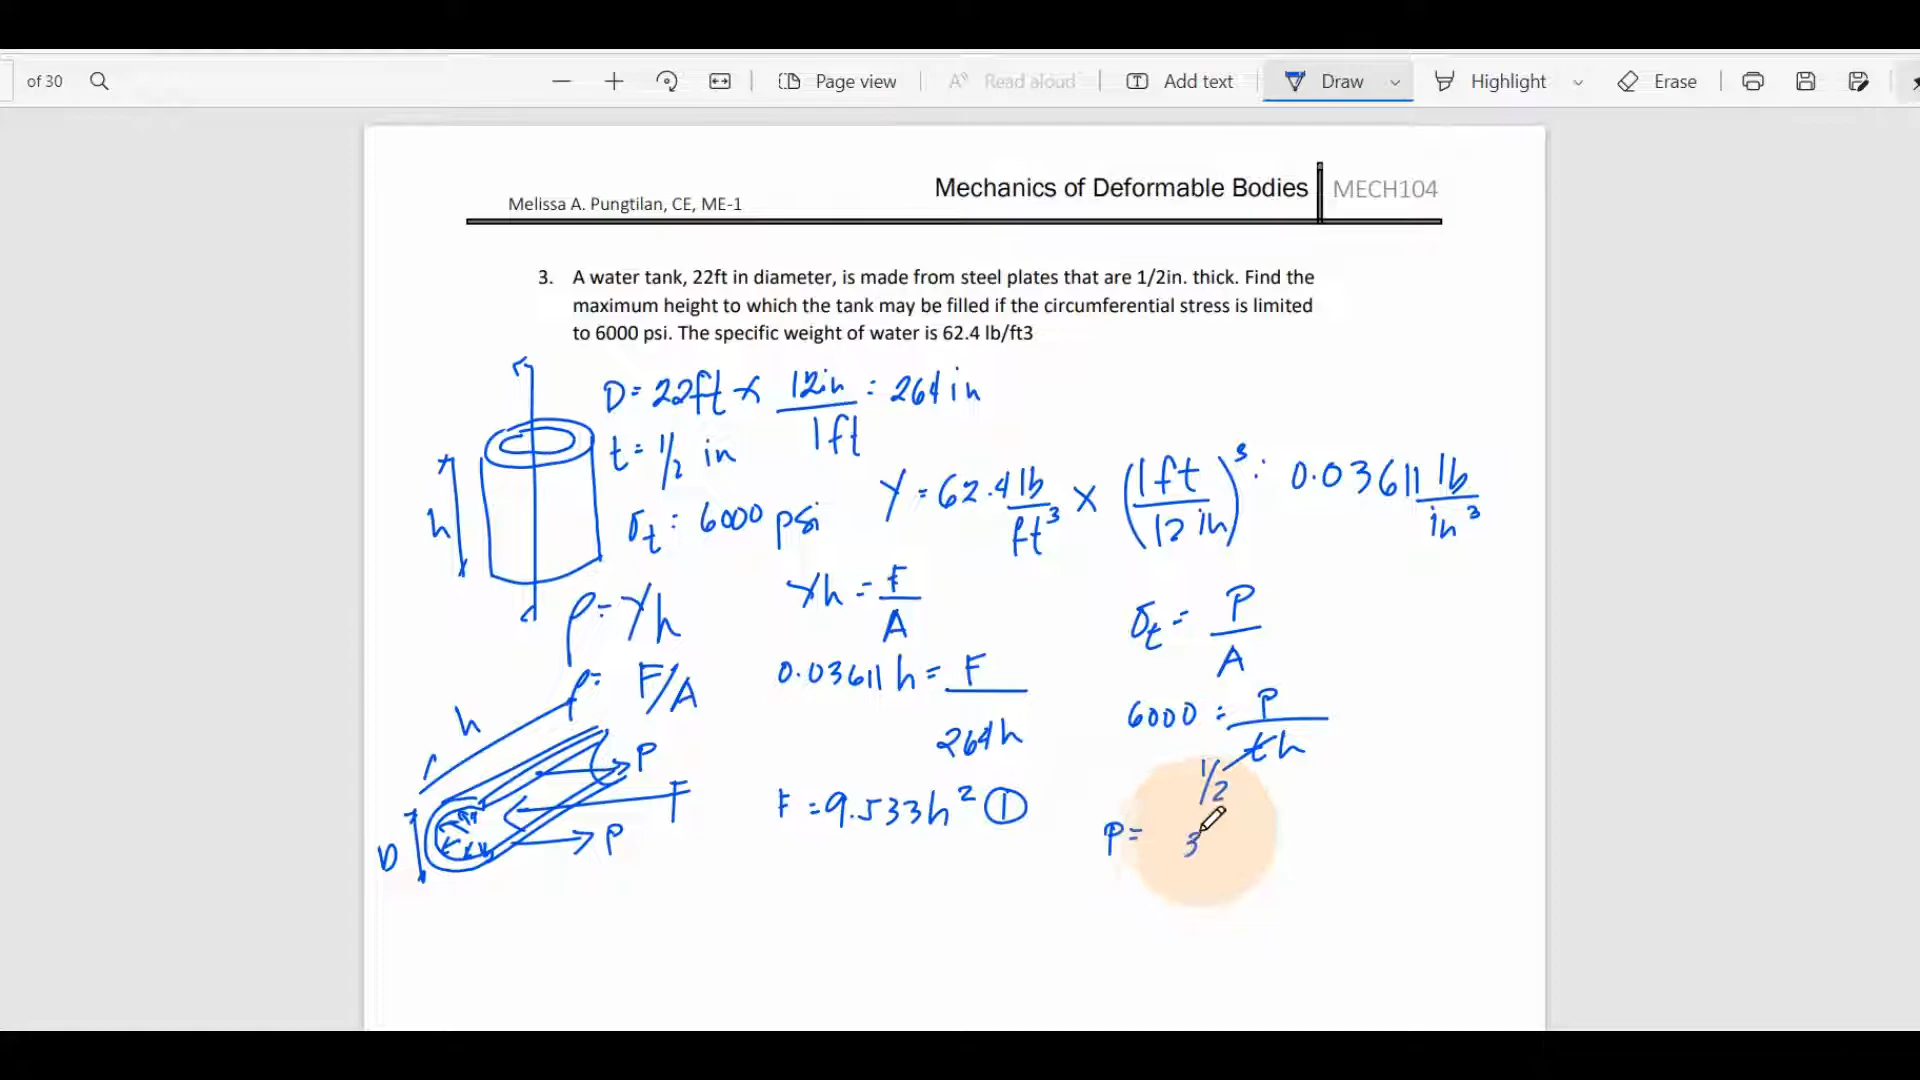 of 30 Page view Read aloud Add text Draw Highlight Erase
Mechanics of Deformable Bodies MECH104
Melissa A. Pungtilan, CE, ME-1
3. A water tank, 22ft in diameter, is made from steel plates that are 1/2in. thick. Find the
maximum height to which the tank may be filled if the circumferential stress is limited
to 6000 psi. The specific weight of water is 62.4 lb/ft3
D = 22ft x 12in / 1ft = 264in
t = 1/2 in
h
σt = 6000 psi
γ = 62.4 lb/ft³ x (1ft / 12in)³ = 0.03611 lb/in³
p = γh
p = F/A
h
P
F
P
D
γh = F/A
0.03611h = F / 264h
F = 9.533h² ①
σt = P/A
6000 = P / th
1/2
P = 3